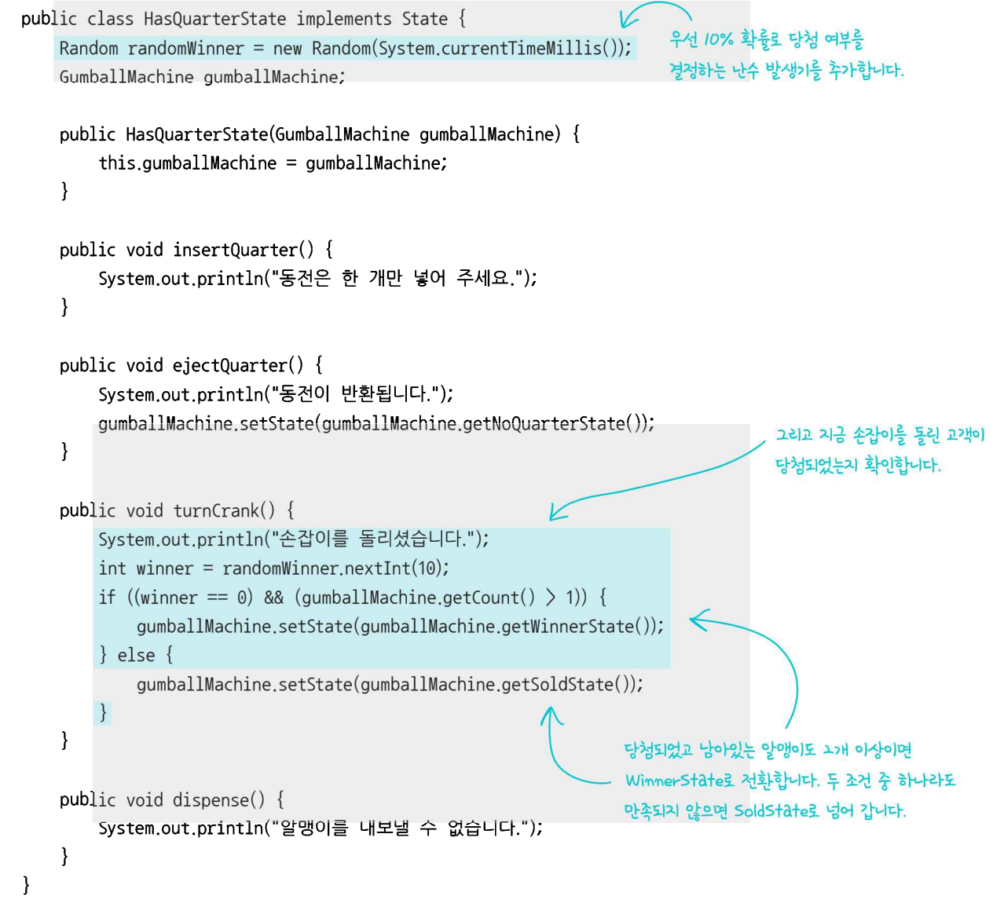 public class HasQuarterState implements State {
Random randomWinner = new Random(System.currentTimeMillis());
GumballMachine gumballMachine;
우선 10% 확률로 당첨 여부를
결정하는 난수 발생기를 추가합니다.
public HasQuarterState(GumballMachine gumballMachine) {
this.gumballMachine = gumballMachine;
}
public void insertQuarter() {
System.out.println("동전은 한 개만 넣어 주세요.");
}
public void ejectQuarter() {
System.out.println("동전이 반환됩니다.");
gumballMachine.setState(gumballMachine.getNoQuarterState());
}
그리고 지금 손잡이를 돌린 고객이
당첨되었는지 확인합니다.
public void turnCrank() {
System.out.println("손잡이를 돌리셨습니다.");
int winner = randomWinner.nextInt(10);
if ((winner == 0) && (gumballMachine.getCount() > 1)) {
gumballMachine.setState(gumballMachine.getWinnerState());
} else {
gumballMachine.setState(gumballMachine.getSoldState());
}
}
당첨되었고 남아있는 알맹이도 2개 이상이면
WinnerState로 전환합니다. 두 조건 중 하나라도
만족되지 않으면 SoldState로 넘어 갑니다.
public void dispense() {
System.out.println("알맹이를 내보낼 수 없습니다.");
}
}